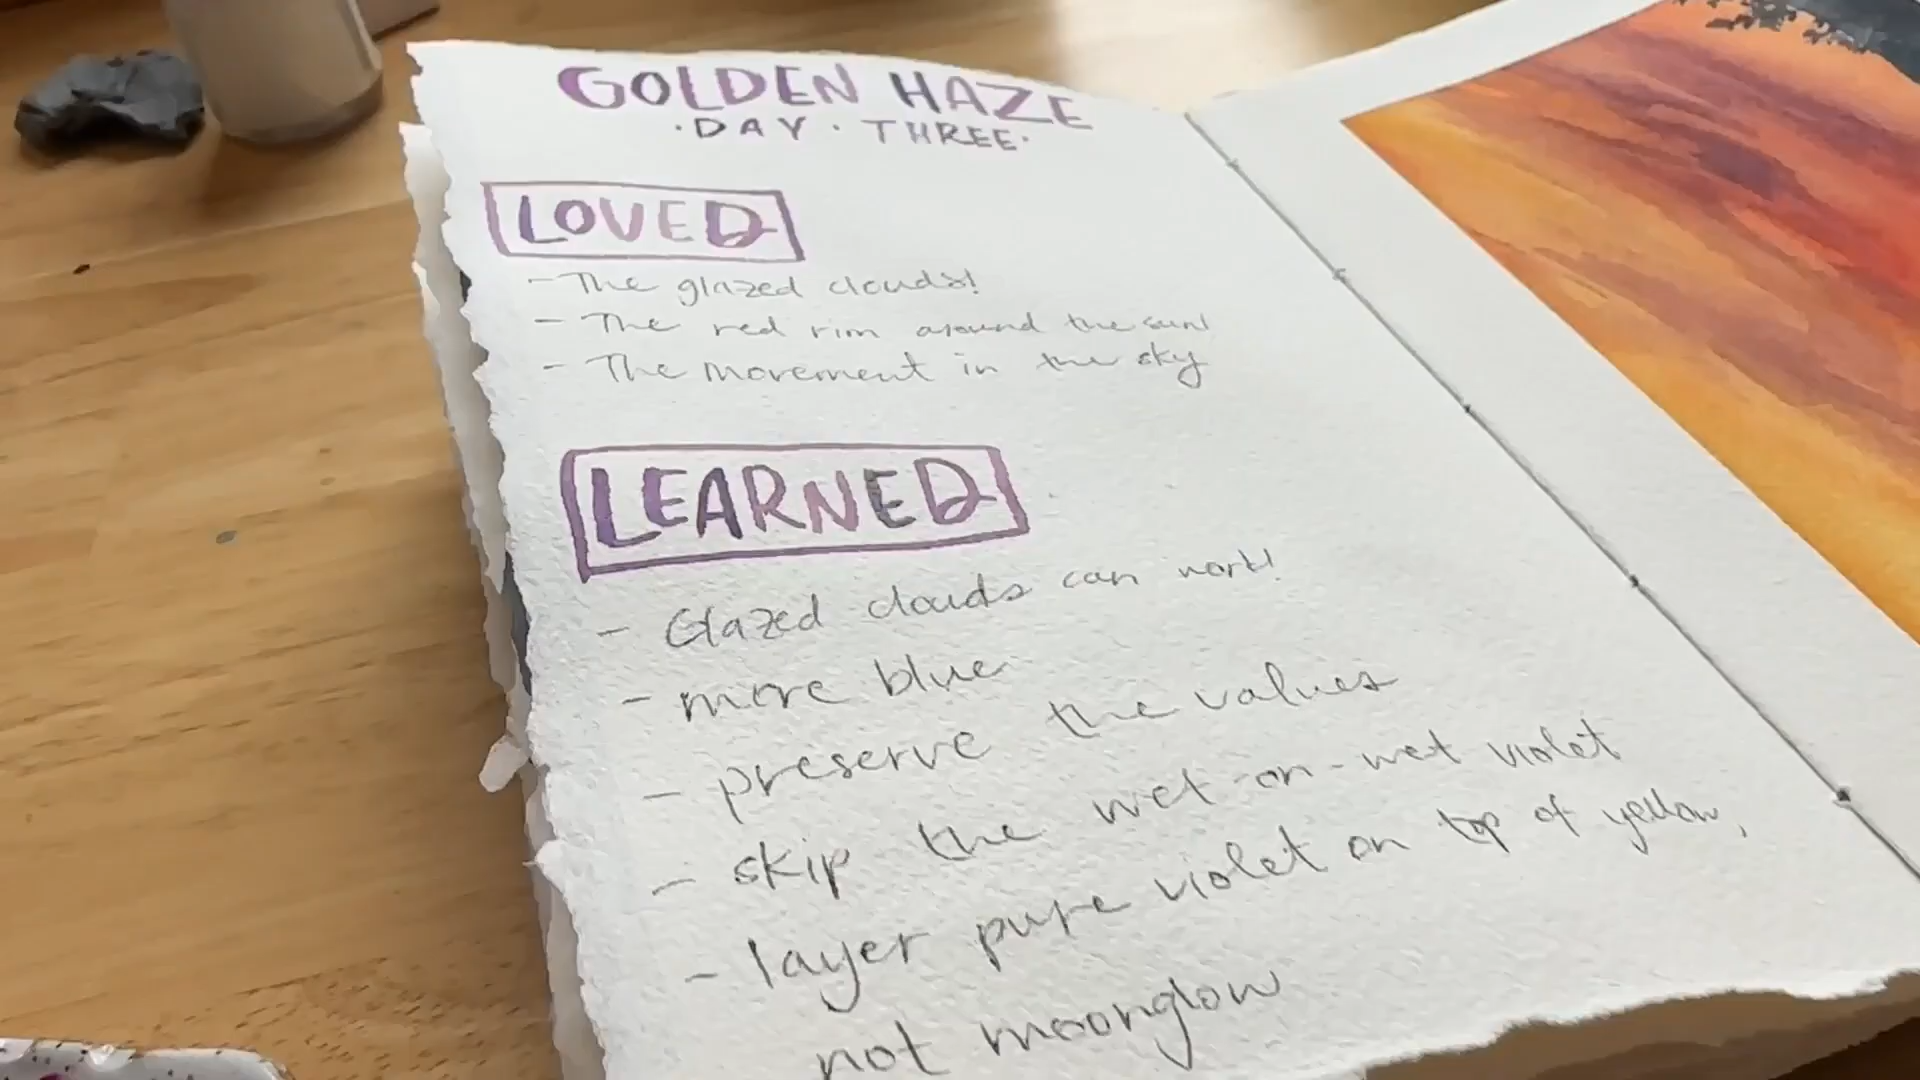 GOLDEN HAZE
·DAY·THREE·
LOVED
- The glazed clouds!
- The red rim around the sun!
- The movement in the sky
LEARNED
- Glazed clouds can work!
- more blue
- preserve the values
- skip the wet-on-wet violet
- layer pure violet on top of yellow,
not moonglow